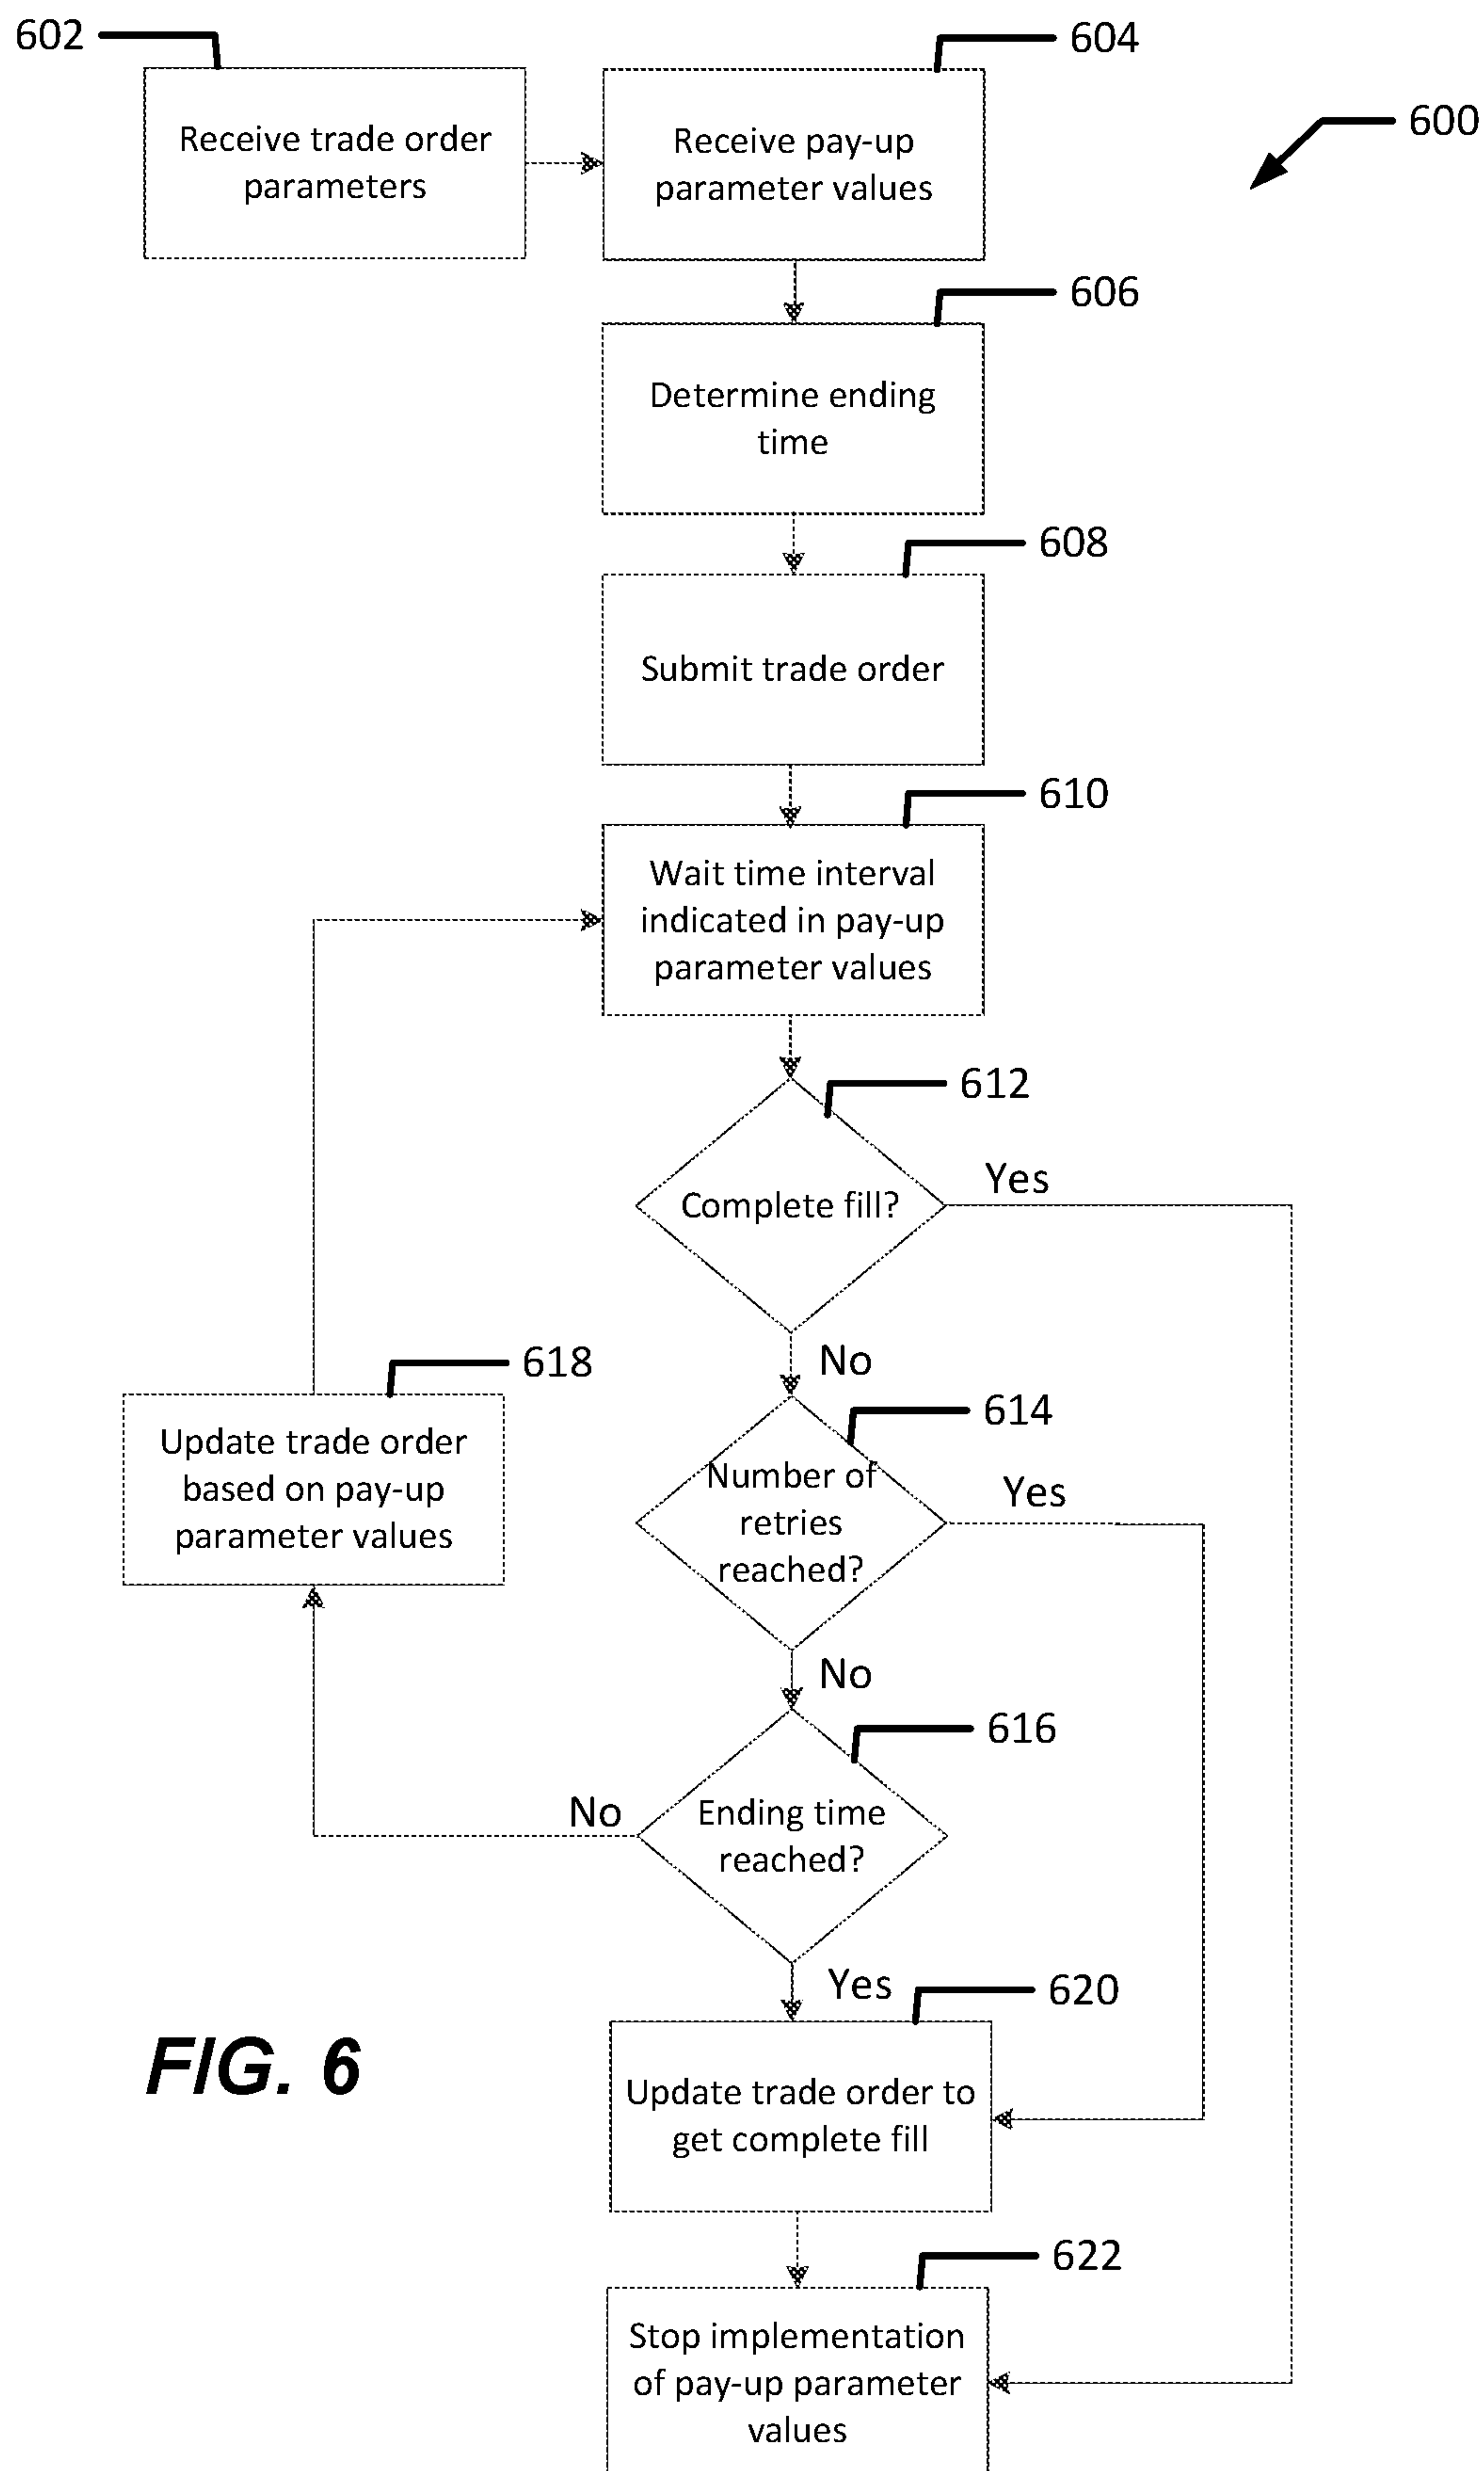 602
604
600
Receive trade order
parameters
Receive pay-up
parameter values
606
Determine ending
time
608
Submit trade order
610
Wait time interval
indicated in pay-up
parameter values
612
Complete fill?
Yes
No
618
614
Update trade order
based on pay-up
parameter values
Number of
retries
reached?
Yes
No
616
No
Ending time
reached?
Yes
620
FIG. 6
Update trade order to
get complete fill
622
Stop implementation
of pay-up parameter
values